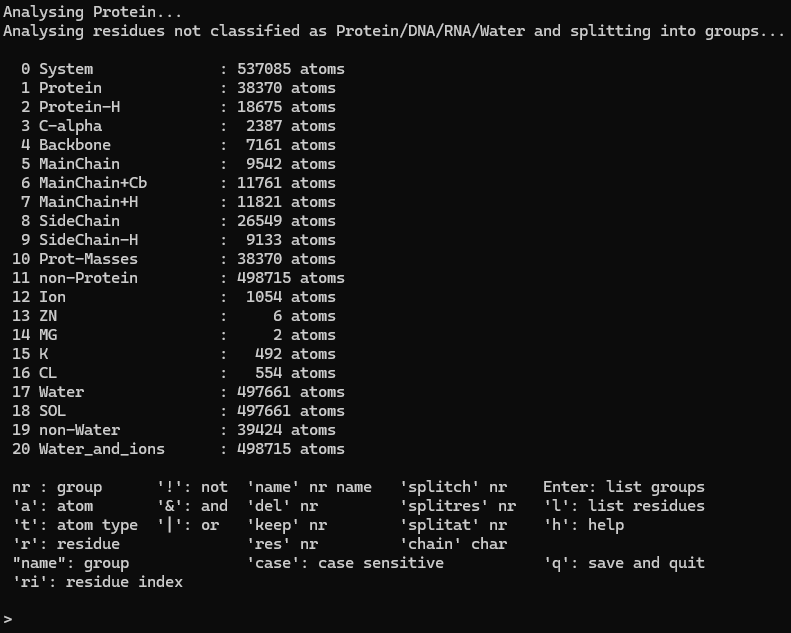 Analysing Protein...
Analysing residues not classified as Protein/DNA/RNA/Water and splitting into groups...
  0 System              : 537085 atoms
  1 Protein             : 38370 atoms
  2 Protein-H           : 18675 atoms
  3 C-alpha             :  2387 atoms
  4 Backbone            :  7161 atoms
  5 MainChain           :  9542 atoms
  6 MainChain+Cb        : 11761 atoms
  7 MainChain+H         : 11821 atoms
  8 SideChain           : 26549 atoms
  9 SideChain-H         :  9133 atoms
 10 Prot-Masses         : 38370 atoms
 11 non-Protein         : 498715 atoms
 12 Ion                 :  1054 atoms
 13 ZN                  :     6 atoms
 14 MG                  :     2 atoms
 15 K                   :   492 atoms
 16 CL                  :   554 atoms
 17 Water               : 497661 atoms
 18 SOL                 : 497661 atoms
 19 non-Water           : 39424 atoms
 20 Water_and_ions      : 498715 atoms
 nr : group      '!': not  'name' nr name   'splitch' nr    Enter: list groups
 'a': atom       '&': and  'del' nr         'splitres' nr   'l': list residues
 't': atom type  '|': or   'keep' nr        'splitat' nr    'h': help
 'r': residue              'res' nr         'chain' char
 "name": group             'case': case sensitive           'q': save and quit
 'ri': residue index
>